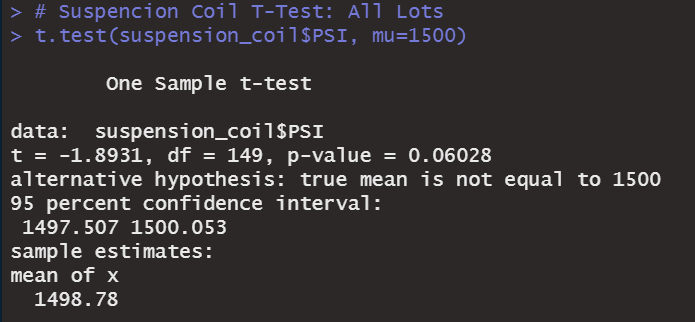 > # Suspencion Coil T-Test: All Lots
> t.test(suspension_coil$PSI, mu=1500)
One Sample t-test
data:  suspension_coil$PSI
t = -1.8931, df = 149, p-value = 0.06028
alternative hypothesis: true mean is not equal to 1500
95 percent confidence interval:
 1497.507 1500.053
sample estimates:
mean of x
  1498.78